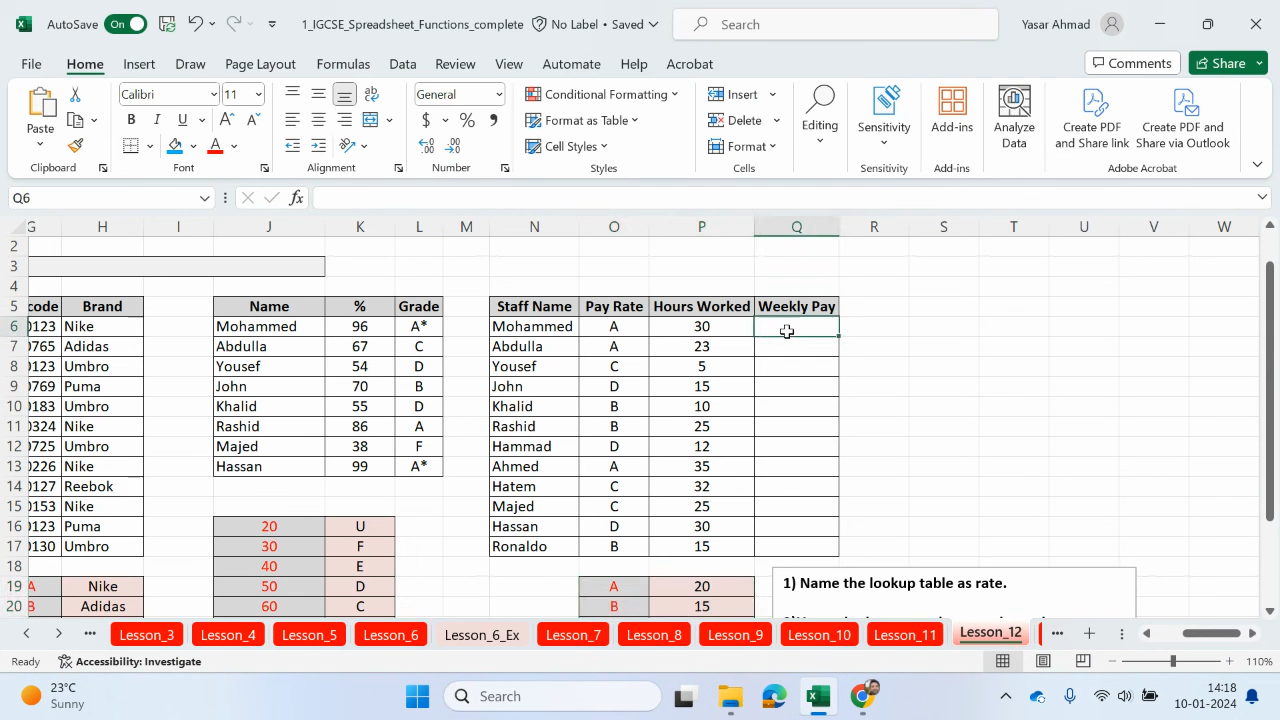 AutoSave On 1_IGCSE_Spreadsheet_Functions_complete No Label • Saved Search Yasar Ahmad
File Home Insert Draw Page Layout Formulas Data Review View Automate Help Acrobat Comments Share
Paste Calibri 11 B I U A A A General $ % 9 Conditional Formatting Format as Table Cell Styles Insert Delete Format Editing Sensitivity Add-ins Analyze Data Create PDF and Share link Create PDF and Share via Outlook
Clipboard Font Alignment Number Styles Cells Sensitivity Add-ins Adobe Acrobat
Q6 fx
G H I J K L M N O P Q R S T U V W
2
3
4
5 code Brand Name % Grade Staff Name Pay Rate Hours Worked Weekly Pay
6 0123 Nike Mohammed 96 A* Mohammed A 30
7 0765 Adidas Abdulla 67 C Abdulla A 23
8 0123 Umbro Yousef 54 D Yousef C 5
9 0769 Puma John 70 B John D 15
10 0183 Umbro Khalid 55 D Khalid B 10
11 0324 Nike Rashid 86 A Rashid B 25
12 0725 Umbro Majed 38 F Hammad D 12
13 0226 Nike Hassan 99 A* Ahmed A 35
14 0127 Reebok Hatem C 32
15 0153 Nike Majed C 25
16 0123 Puma 20 U Hassan D 30
17 0130 Umbro 30 F Ronaldo B 15
18 40 E
19 A Nike 50 D A 20 1) Name the lookup table as rate.
20 B Adidas 60 C B 15
Lesson_3 Lesson_4 Lesson_5 Lesson_6 Lesson_6_Ex Lesson_7 Lesson_8 Lesson_9 Lesson_10 Lesson_11 Lesson_12
Ready Accessibility: Investigate 110%
23°C Sunny Search 14:18 10-01-2024